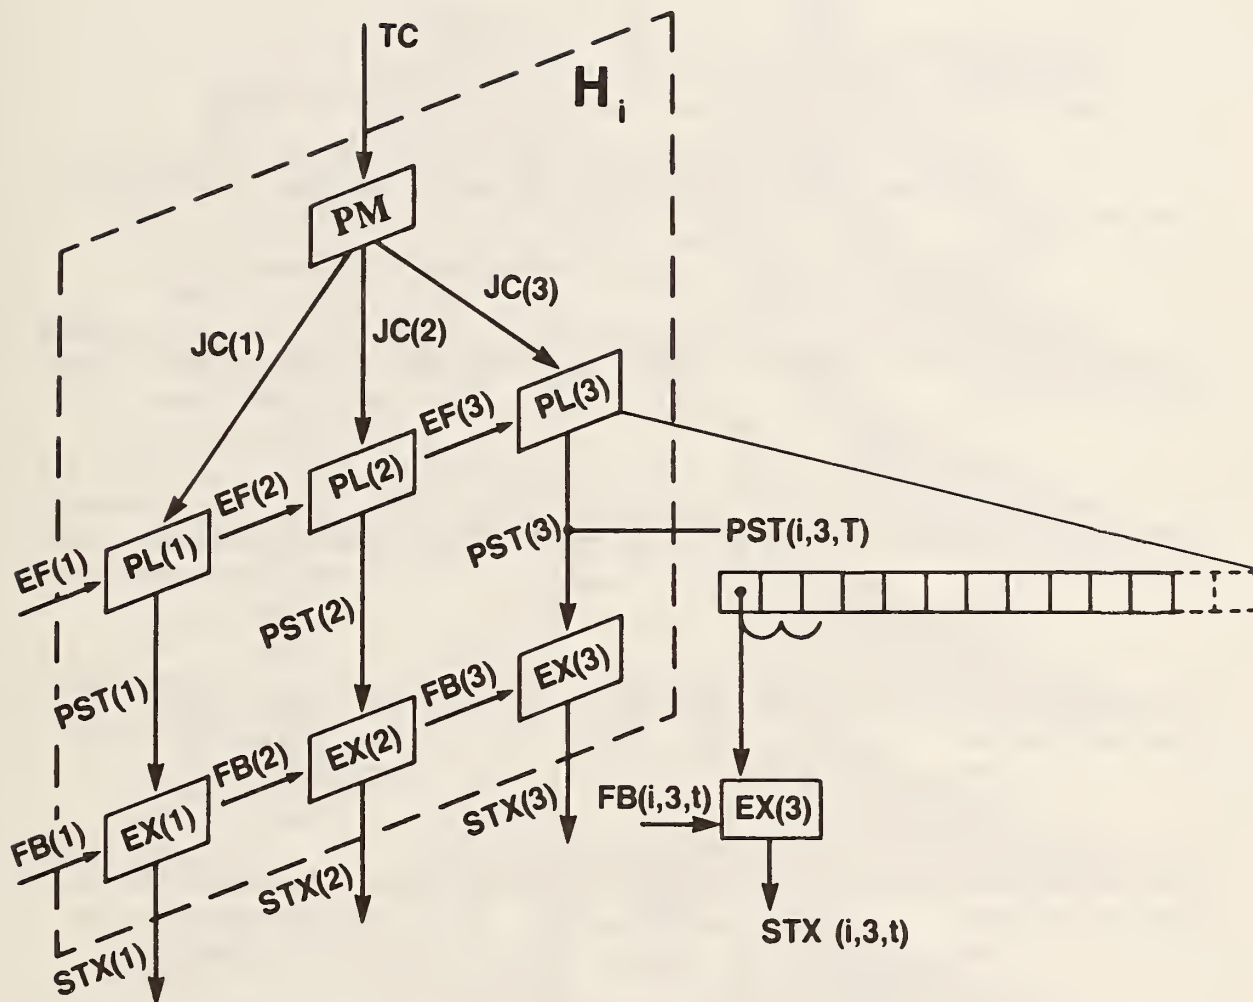 TC
H i
PM
JC(3)
JC(1)
JC(2)
PL(3)
EF(3)
PL(2)
EF(2)
PL(1)
EF(1)
PST(3)
PST(i,3,T)
PST(2)
EX(3)
PST(1)
FB(3)
EX(2)
FB(2)
EX(1)
FB(1)
STX(3)
FB(i,3,t)
EX(3)
STX(2)
STX (i,3,t)
STX(1)